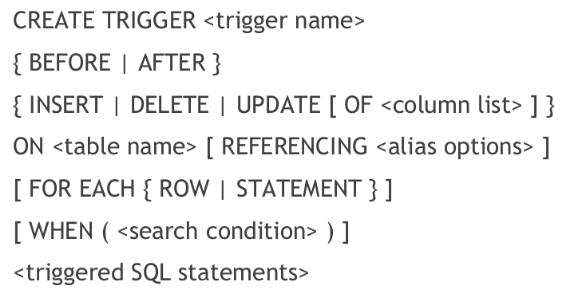 CREATE TRIGGER <trigger name>
{ BEFORE | AFTER }
{ INSERT | DELETE | UPDATE [ OF <column list> ] }
ON <table name> [ REFERENCING <alias options> ]
[ FOR EACH { ROW | STATEMENT } ]
[ WHEN ( <search condition> ) ]
<triggered SQL statements>